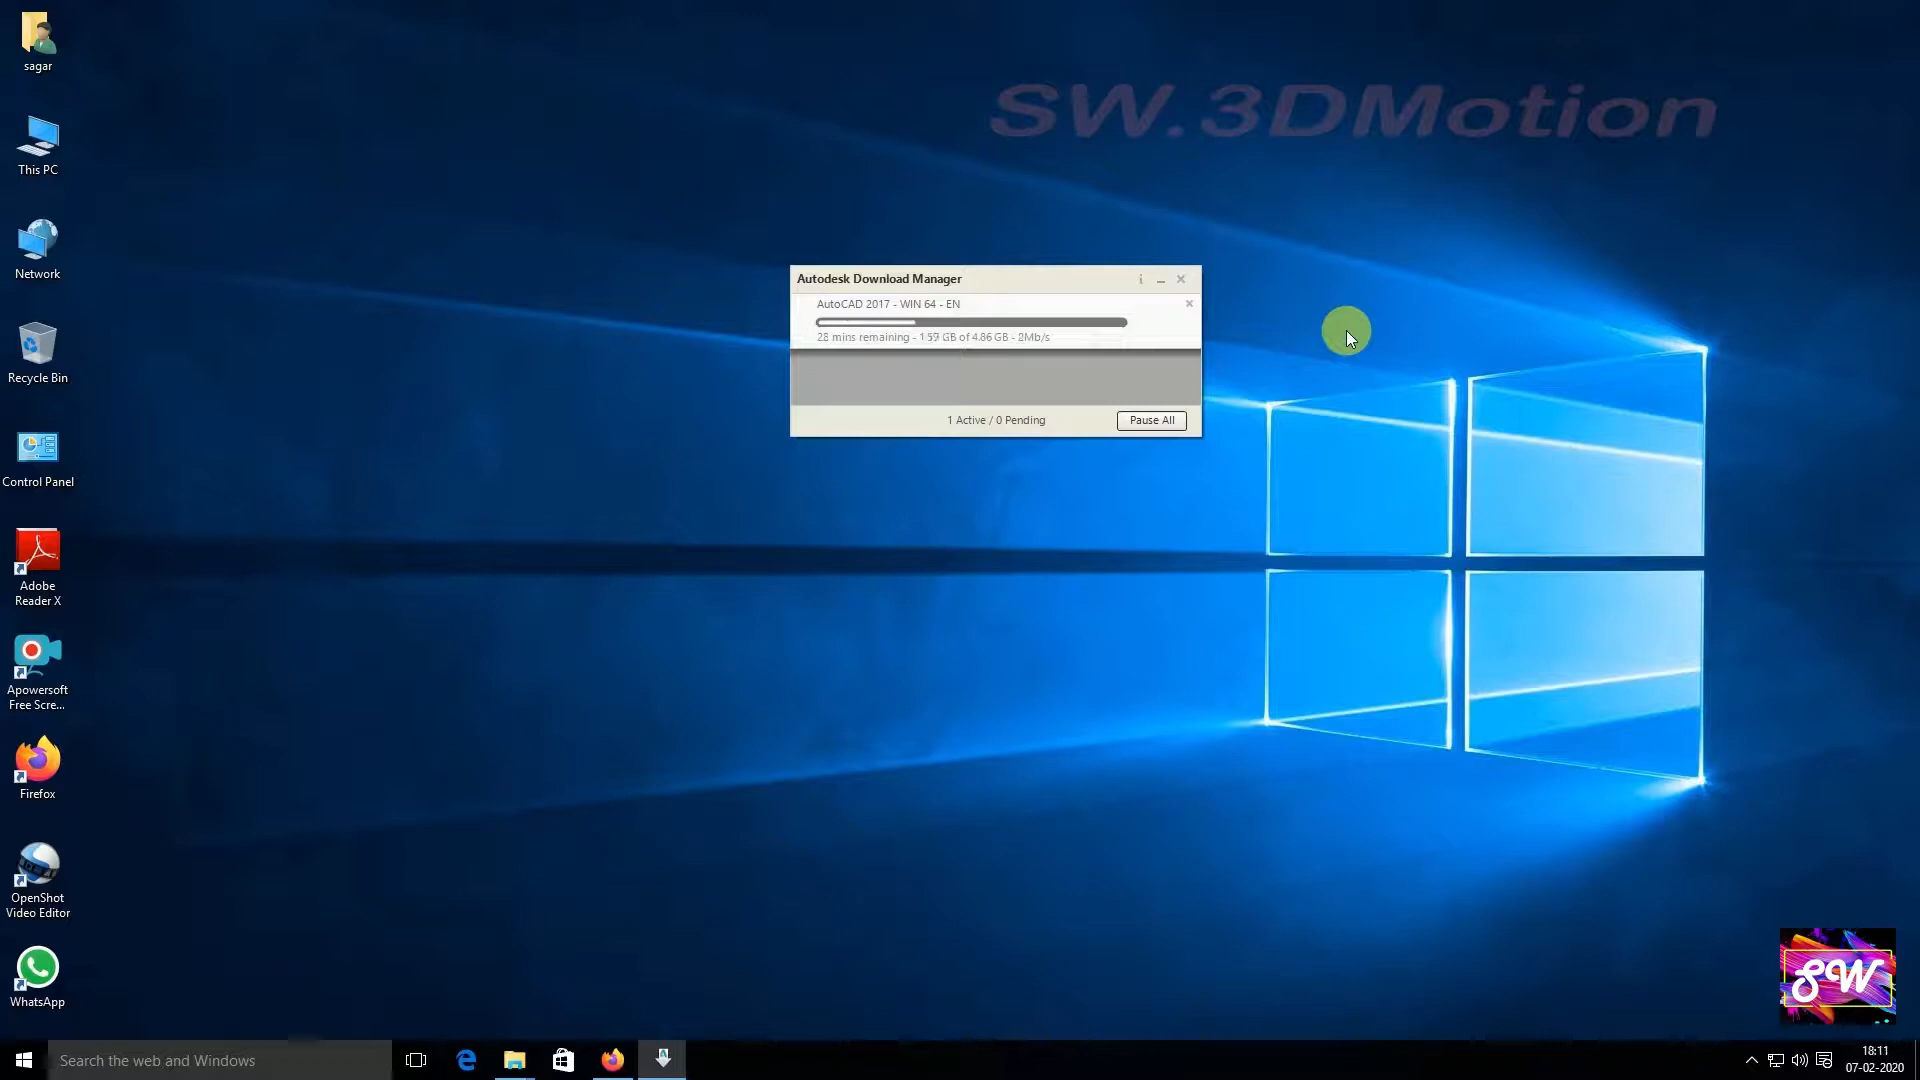 sagar
This PC
Network
Recycle Bin
Control Panel
Adobe
Reader X
Apowersoft
Free Scre...
Firefox
OpenShot
Video Editor
WhatsApp
SW.3DMotion
Autodesk Download Manager
AutoCAD 2017 - WIN 64 - EN
28 mins remaining - 1.59 GB of 4.86 GB - 2Mb/s
1 Active / 0 Pending
Pause All
SW
Search the web and Windows
18:11
07-02-2020